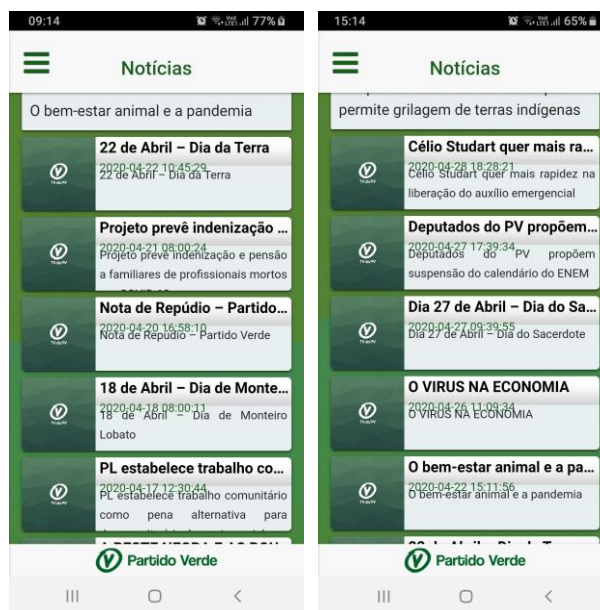 09:14
77%
Notícias
O bem-estar animal e a pandemia
22 de Abril – Dia da Terra
2020-04-22 10:45:29
22 de Abril – Dia da Terra
Projeto prevê indenização ...
2020-04-21 08:00:24
Projeto prevê indenização e pensão
a familiares de profissionais mortos
Nota de Repúdio – Partido...
2020-04-20 16:58:10
Nota de Repúdio – Partido Verde
18 de Abril – Dia de Monte...
2020-04-18 08:00:11
18 de Abril – Dia de Monteiro
Lobato
PL estabelece trabalho co...
2020-04-17 12:30:44
PL estabelece trabalho comunitário
como pena alternativa para
Partido Verde
15:14
65%
Notícias
permite grilagem de terras indígenas
Célio Studart quer mais ra...
2020-04-28 18:28:21
Célio Studart quer mais rapidez na
liberação do auxílio emergencial
Deputados do PV propõem...
2020-04-27 17:39:34
Deputados do PV propõem
suspensão do calendário do ENEM
Dia 27 de Abril – Dia do Sa...
2020-04-27 09:39:55
Dia 27 de Abril – Dia do Sacerdote
O VIRUS NA ECONOMIA
2020-04-26 11:09:34
O VIRUS NA ECONOMIA
O bem-estar animal e a pa...
2020-04-22 15:11:56
O bem-estar animal e a pandemia
Partido Verde